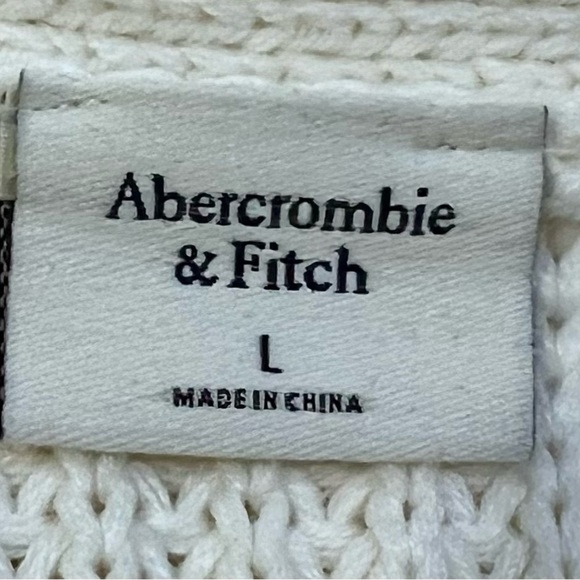 Abercrombie
& Fitch
L
MADE IN CHINA